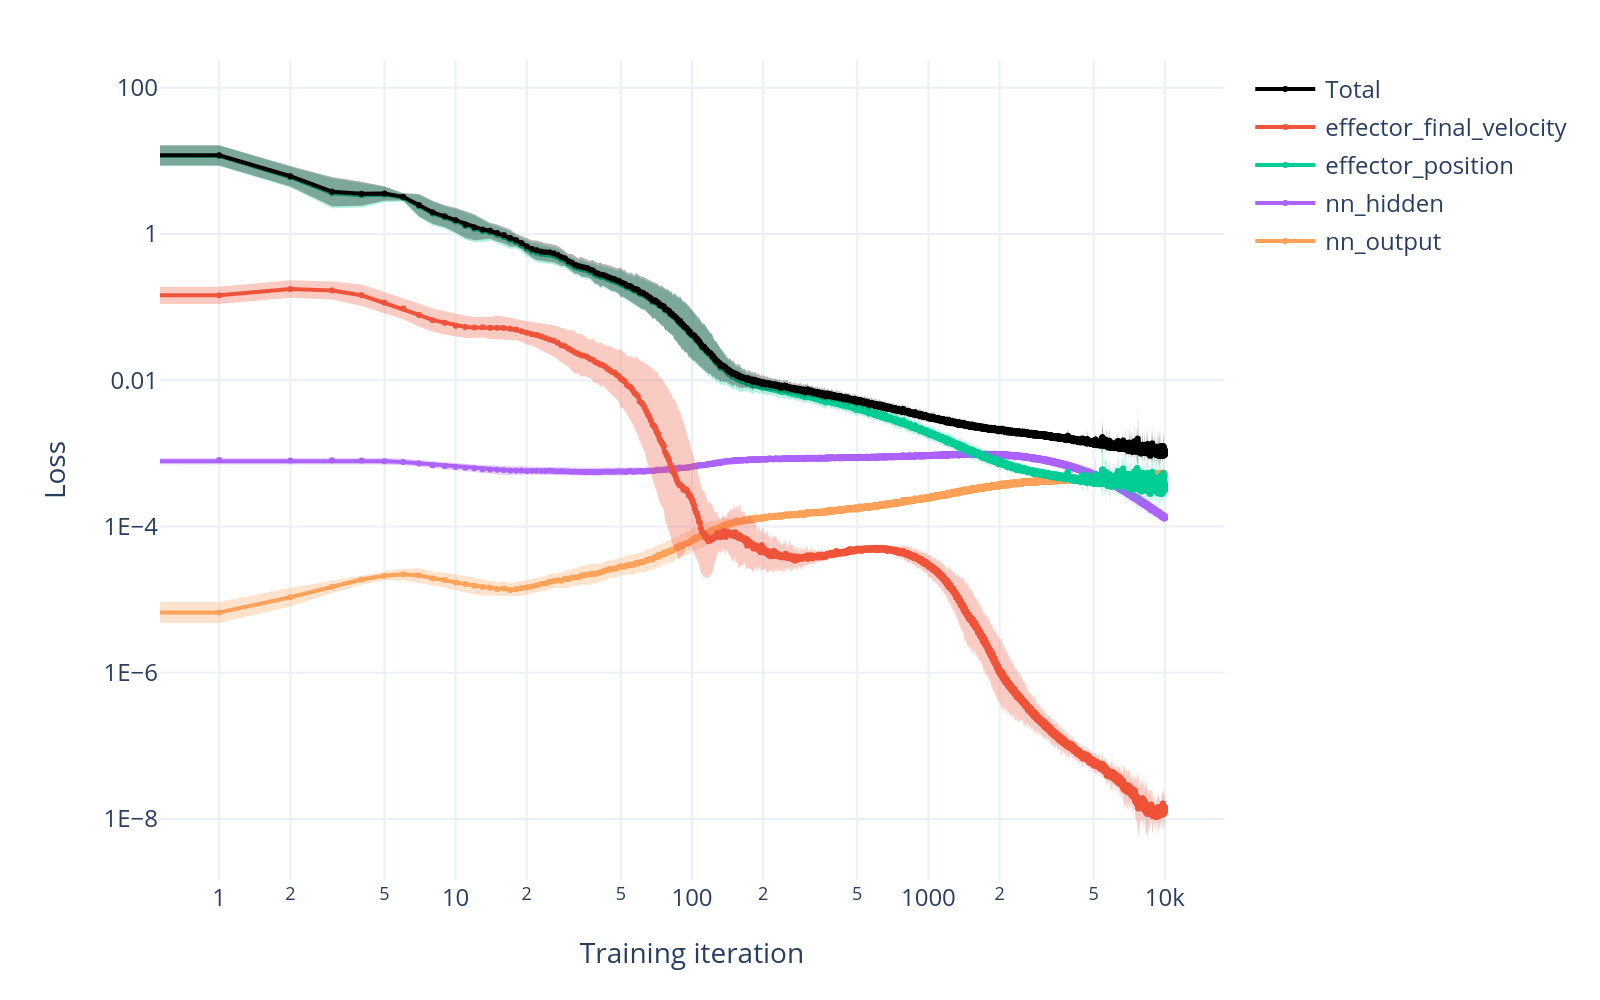 100
1
0.01
1E−4
1E−6
1E−8
Loss
1 2 5 10 2 5 100 2 5 1000 2 5 10k
Training iteration
Total
effector_final_velocity
effector_position
nn_hidden
nn_output